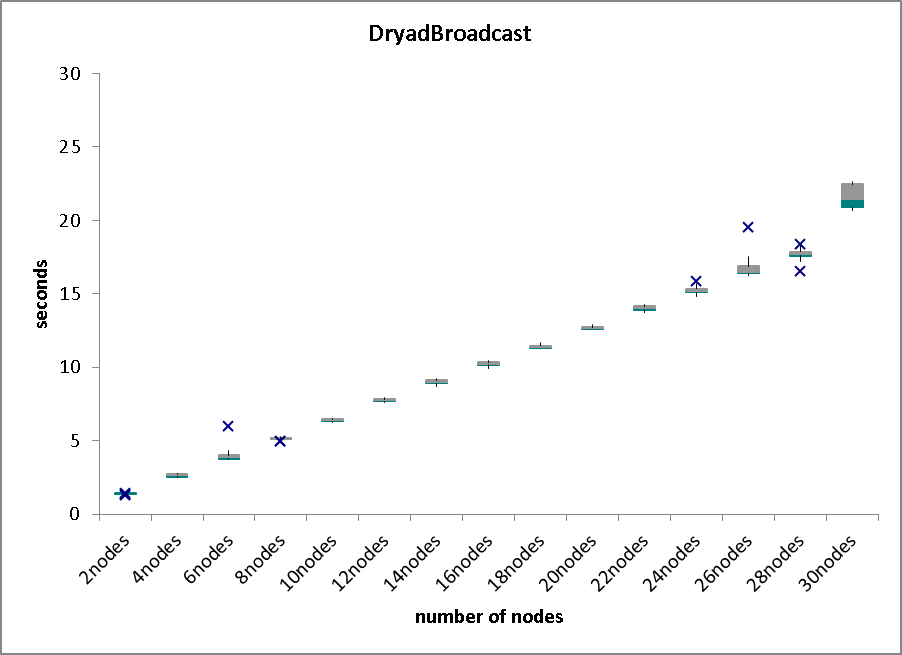 DryadBroadcast
30
25
20
15
10
5
0
seconds
2nodes
4nodes
6nodes
8nodes
10nodes
12nodes
14nodes
16nodes
18nodes
20nodes
22nodes
24nodes
26nodes
28nodes
30nodes
number of nodes